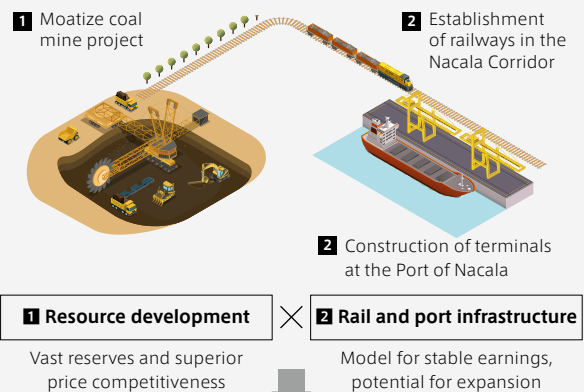 1 Moatize coal
mine project
2 Establishment
of railways in the
Nacala Corridor
2 Construction of terminals
at the Port of Nacala
1 Resource development
×
2 Rail and port infrastructure
Vast reserves and superior
price competitiveness
Model for stable earnings,
potential for expansion